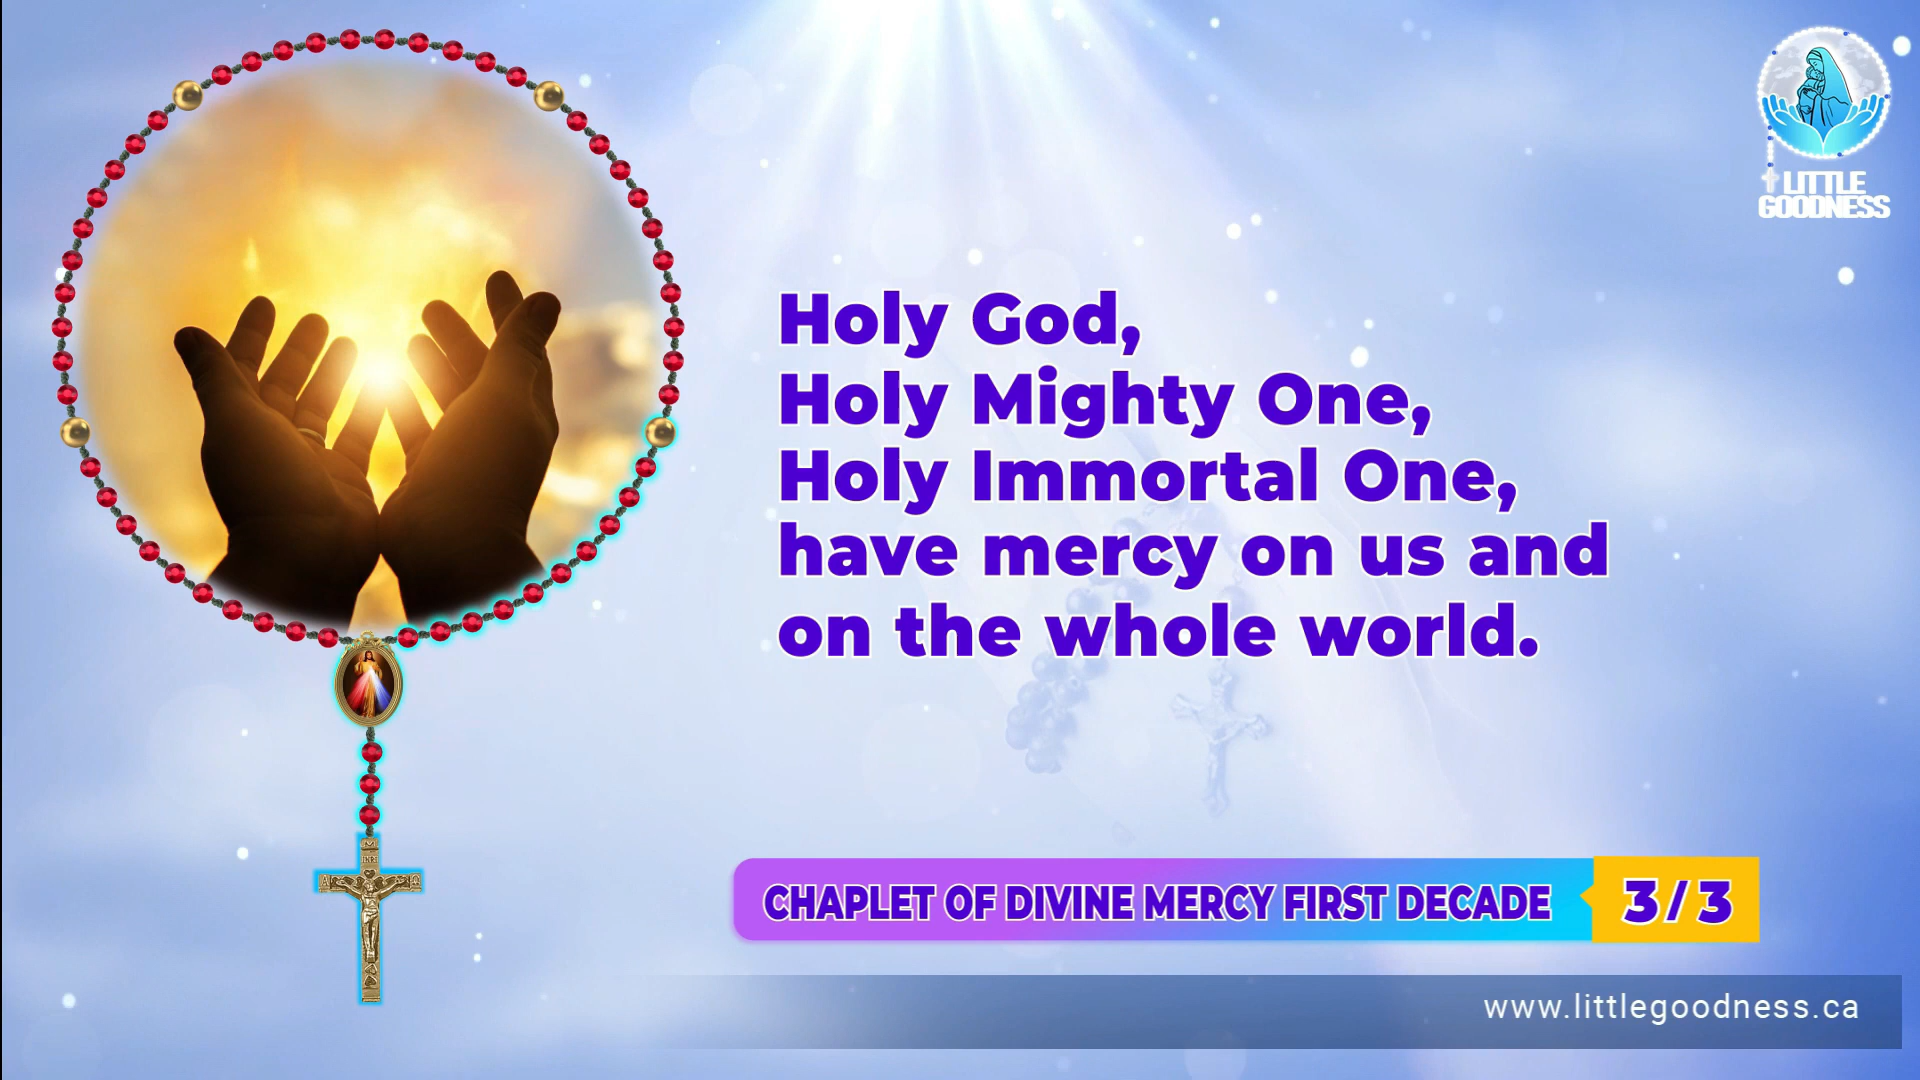 LITTLE
GOODNESS
Holy God,
Holy Mighty One,
Holy Immortal One,
have mercy on us and
on the whole world.
INRI
CHAPLET OF DIVINE MERCY FIRST DECADE
3/3
www.littlegoodness.ca